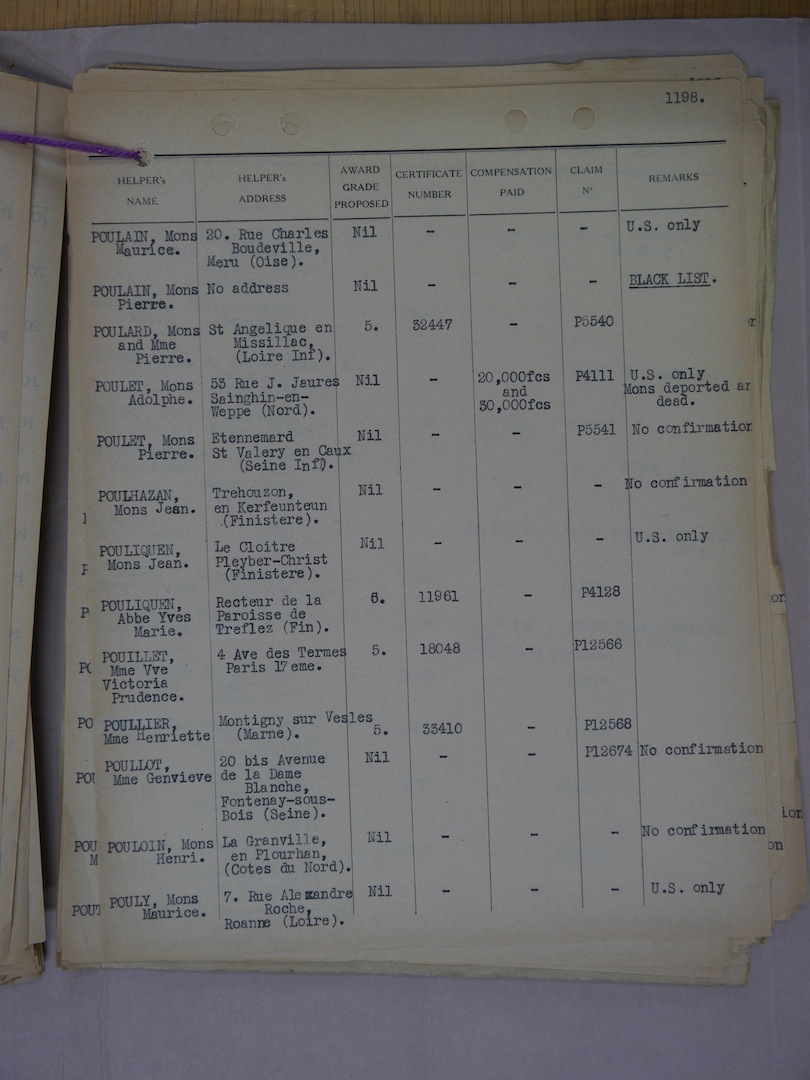 1198.
HELPER's NAME | HELPER's ADDRESS | AWARD GRADE PROPOSED | CERTIFICATE NUMBER | COMPENSATION PAID | CLAIM Nº | REMARKS
POULAIN, Mons 20. Rue Charles Nil - - - U.S. only
Maurice. Boudeville,
Meru (Oise).
POULAIN, Mons No address Nil - - - BLACK LIST.
Pierre.
POULARD, Mons St Angelique en 5. 32447 - P5540
and Mme Missillac,
Pierre. (Loire Inf).
POULET, Mons 53 Rue J. Jaures Nil - 20,000fcs P4111 U.S. only
Adolphe. Sainghin-en- and Mons deported an
Weppe (Nord). 30,000fcs dead.
POULET, Mons Etennemard Nil - - P5541 No confirmation
Pierre. St Valery en Caux
(Seine Inf).
POULHAZAN, Trehouzon, Nil - - - No confirmation
Mons Jean. en Kerfeunteun
(Finistere).
POULIQUEN, Le Cloitre Nil - - - U.S. only
Mons Jean. Pleyber-Christ
(Finistere).
POULIQUEN, Recteur de la 6. 11961 - P4128
Abbe Yves Paroisse de
Marie. Treflez (Fin).
POUILLET, 4 Ave des Termes 5. 18048 - P12566
Mme Vve Paris 17eme.
Victoria
Prudence.
POULLIER, Montigny sur Vesles
Mme Henriette (Marne). 5. 33410 - P12568
POULLOT, 20 bis Avenue Nil - - P12674 No confirmation
Mme Genvieve de la Dame
Blanche,
Fontenay-sous-
Bois (Seine).
POULOIN, Mons La Granville, Nil - - - No confirmation
Henri. en Plourhan,
(Cotes du Nord).
POULY, Mons 7. Rue Alexandre Nil - - - U.S. only
Maurice. Roche,
Roanne (Loire).